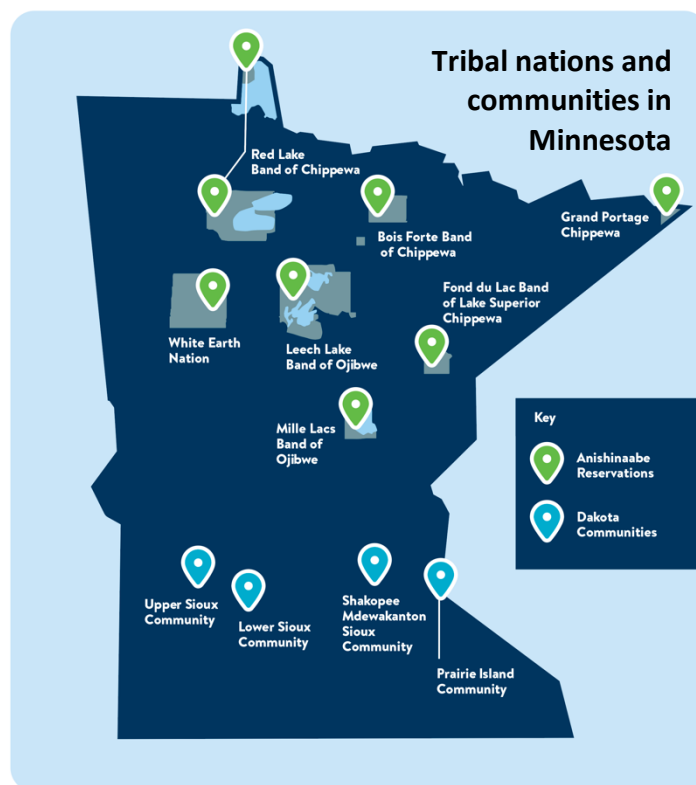 Tribal nations and
communities in
Minnesota
Red Lake
Band of Chippewa
Bois Forte Band
of Chippewa
Grand Portage
Chippewa
Fond du Lac Band
of Lake Superior
Chippewa
White Earth
Nation
Leech Lake
Band of Ojibwe
Mille Lacs
Band of
Ojibwe
Key
Anishinaabe
Reservations
Dakota
Communities
Upper Sioux
Community
Lower Sioux
Community
Shakopee
Mdewakanton
Sioux
Community
Prairie Island
Community